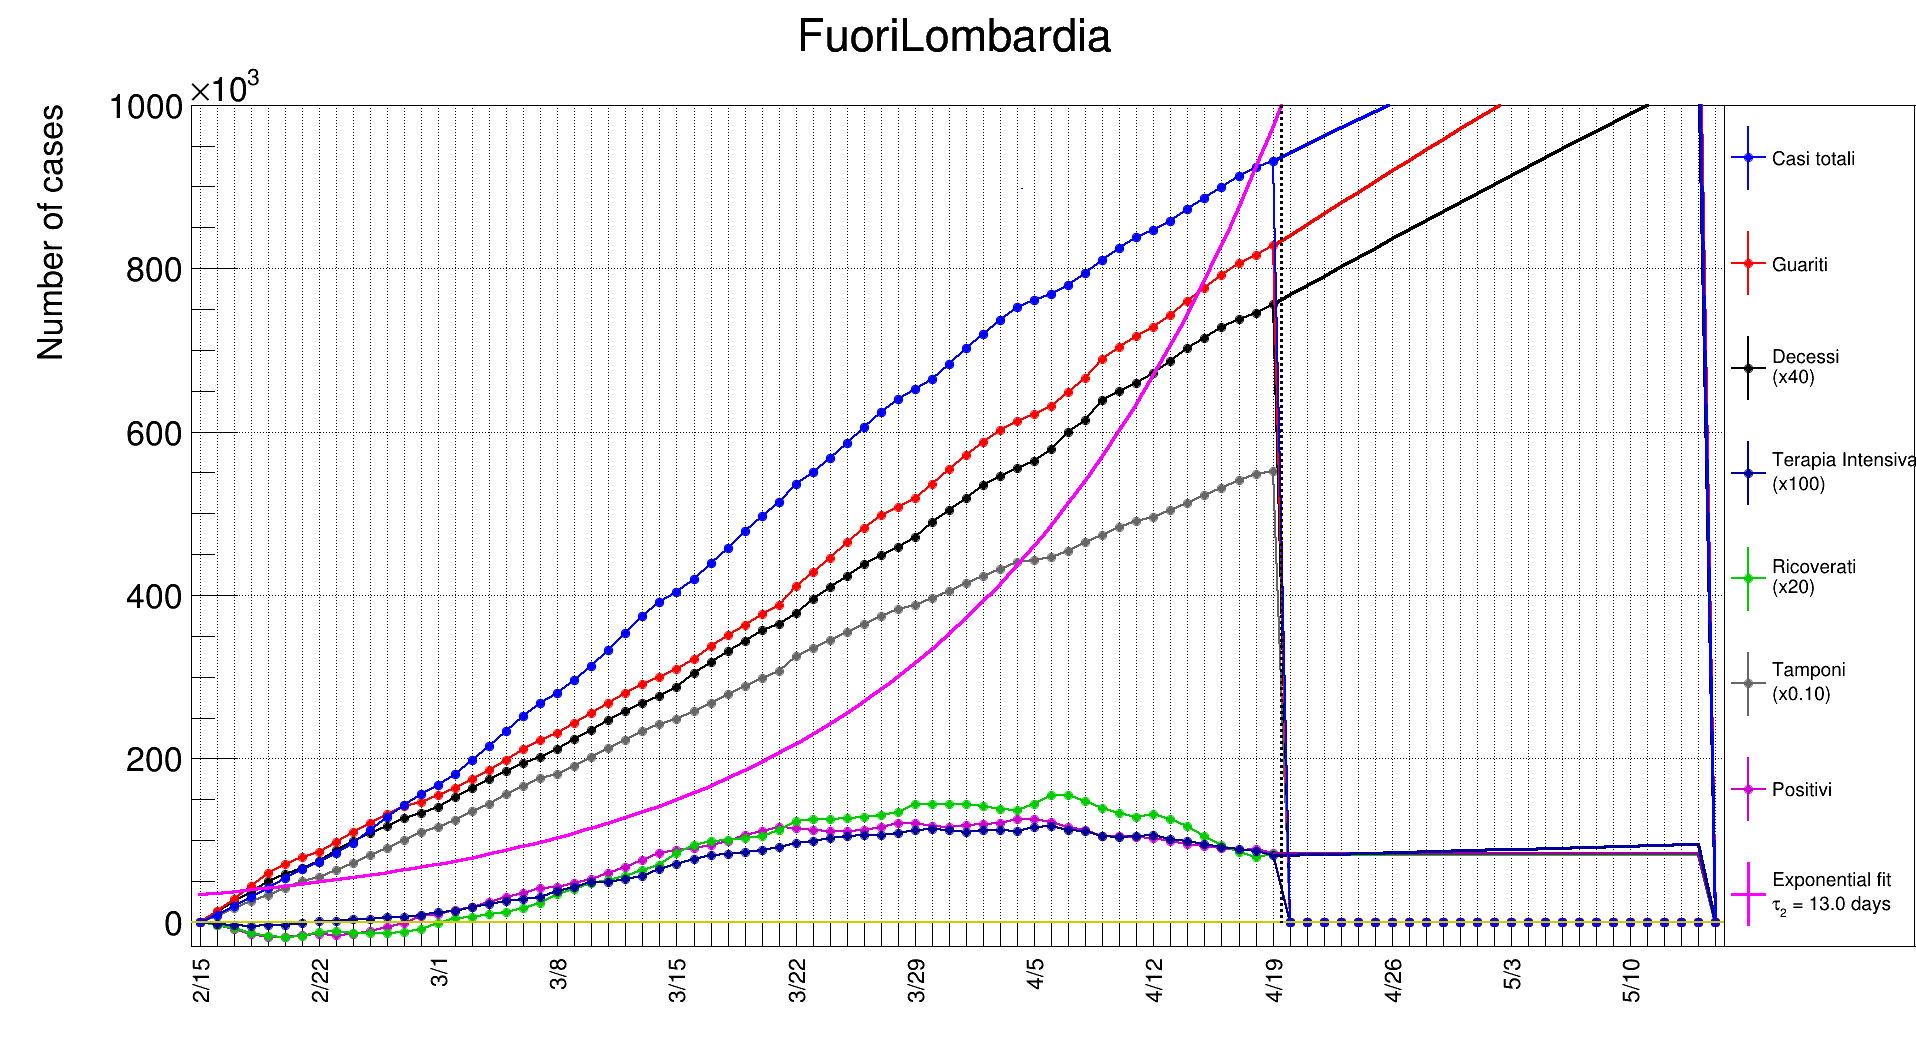 FuoriLombardia
×10³
Number of cases
1000
800
600
400
200
0
2/15
2/22
3/1
3/8
3/15
3/22
3/29
4/5
4/12
4/19
4/26
5/3
5/10
Casi totali
Guariti
Decessi
(x40)
Terapia Intensiva
(x100)
Ricoverati
(x20)
Tamponi
(x0.10)
Positivi
Exponential fit
τ₂ = 13.0 days